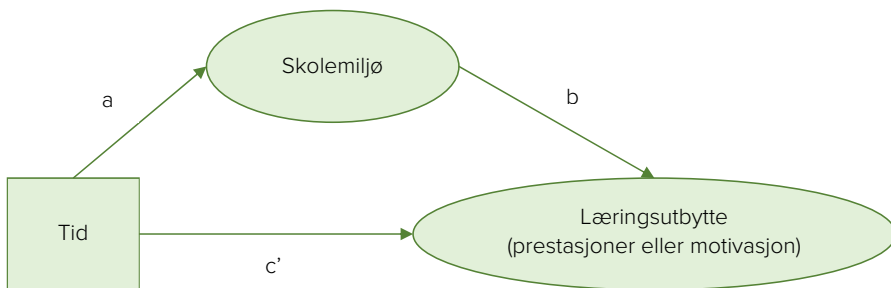 Skolemiljø
a
b
Tid
Læringsutbytte
(prestasjoner eller motivasjon)
c’